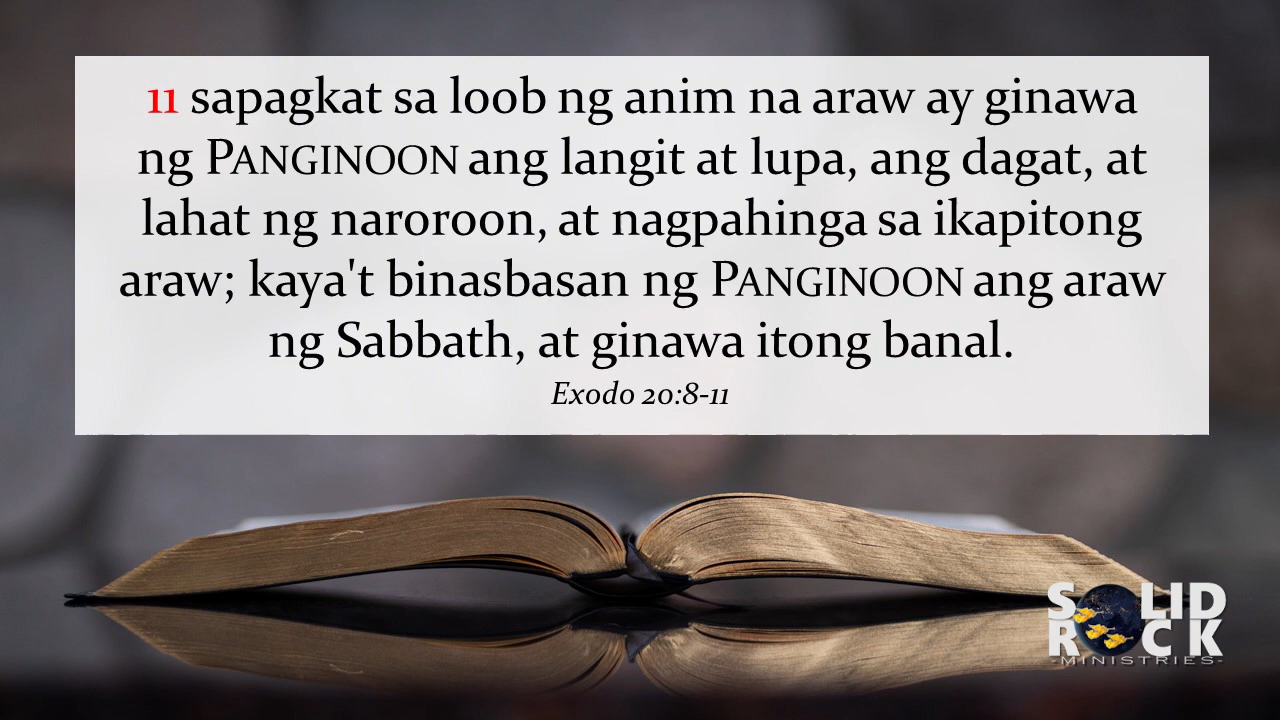 11 sapagkat sa loob ng anim na araw ay ginawa
ng PANGINOON ang langit at lupa, ang dagat, at
lahat ng naroroon, at nagpahinga sa ikapitong
araw; kaya't binasbasan ng PANGINOON ang araw
ng Sabbath, at ginawa itong banal.
Exodo 20:8-11
SOLID
ROCK
-MINISTRIES-